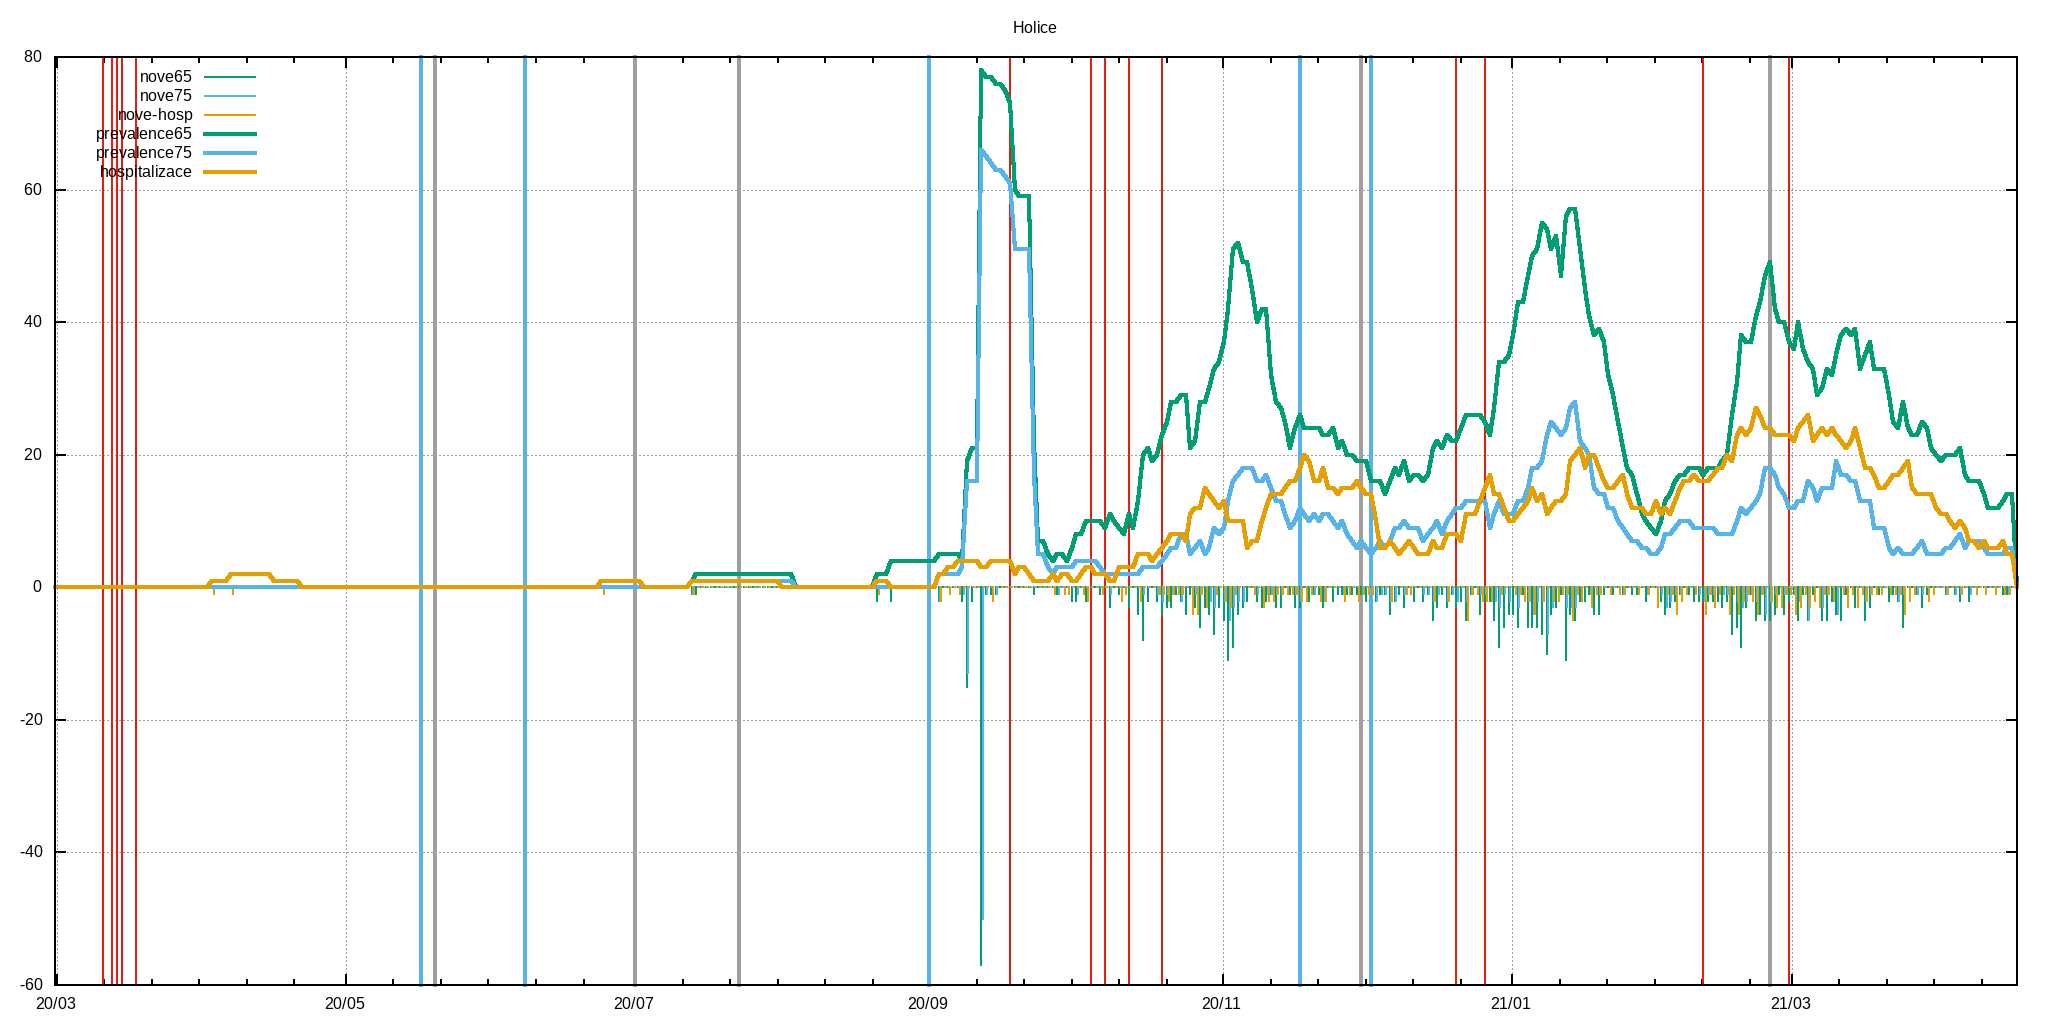 Holice
80
60
40
20
0
-20
-40
-60
nove65
nove75
nove-hosp
prevalence65
prevalence75
hospitalizace
20/03 20/05 20/07 20/09 20/11 21/01 21/03